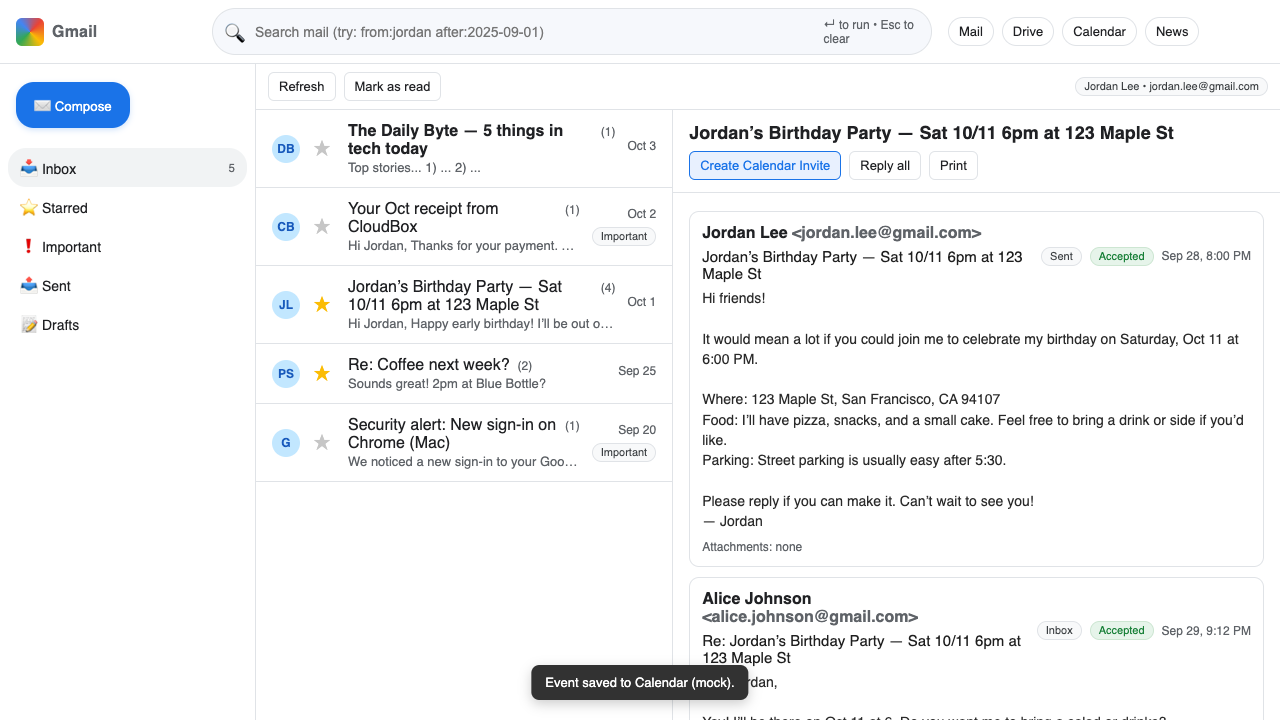 Gmail
Search mail (try: from:jordan after:2025-09-01)
↵ to run • Esc to
clear
Mail
Drive
Calendar
News
Compose
Inbox
5
Starred
Important
Sent
Drafts
Refresh
Mark as read
Jordan Lee • jordan.lee@gmail.com
DB
The Daily Byte — 5 things in
tech today
(1)
Oct 3
Top stories... 1) ... 2) ...
CB
Your Oct receipt from
CloudBox
(1)
Oct 2
Important
Hi Jordan, Thanks for your payment. …
JL
Jordan’s Birthday Party — Sat
10/11 6pm at 123 Maple St
(4)
Oct 1
Hi Jordan, Happy early birthday! I’ll be out o…
PS
Re: Coffee next week? (2)
Sep 25
Sounds great! 2pm at Blue Bottle?
G
Security alert: New sign-in on
Chrome (Mac)
(1)
Sep 20
Important
We noticed a new sign-in to your Goo…
Jordan’s Birthday Party — Sat 10/11 6pm at 123 Maple St
Create Calendar Invite
Reply all
Print
Jordan Lee <jordan.lee@gmail.com>
Jordan’s Birthday Party — Sat 10/11 6pm at 123
Maple St
Sent
Accepted
Sep 28, 8:00 PM
Hi friends!
It would mean a lot if you could join me to celebrate my birthday on Saturday, Oct 11 at
6:00 PM.
Where: 123 Maple St, San Francisco, CA 94107
Food: I’ll have pizza, snacks, and a small cake. Feel free to bring a drink or side if you’d
like.
Parking: Street parking is usually easy after 5:30.
Please reply if you can make it. Can’t wait to see you!
— Jordan
Attachments: none
Alice Johnson
<alice.johnson@gmail.com>
Re: Jordan’s Birthday Party — Sat 10/11 6pm at
123 Maple St
Inbox
Accepted
Sep 29, 9:12 PM
Event saved to Calendar (mock).